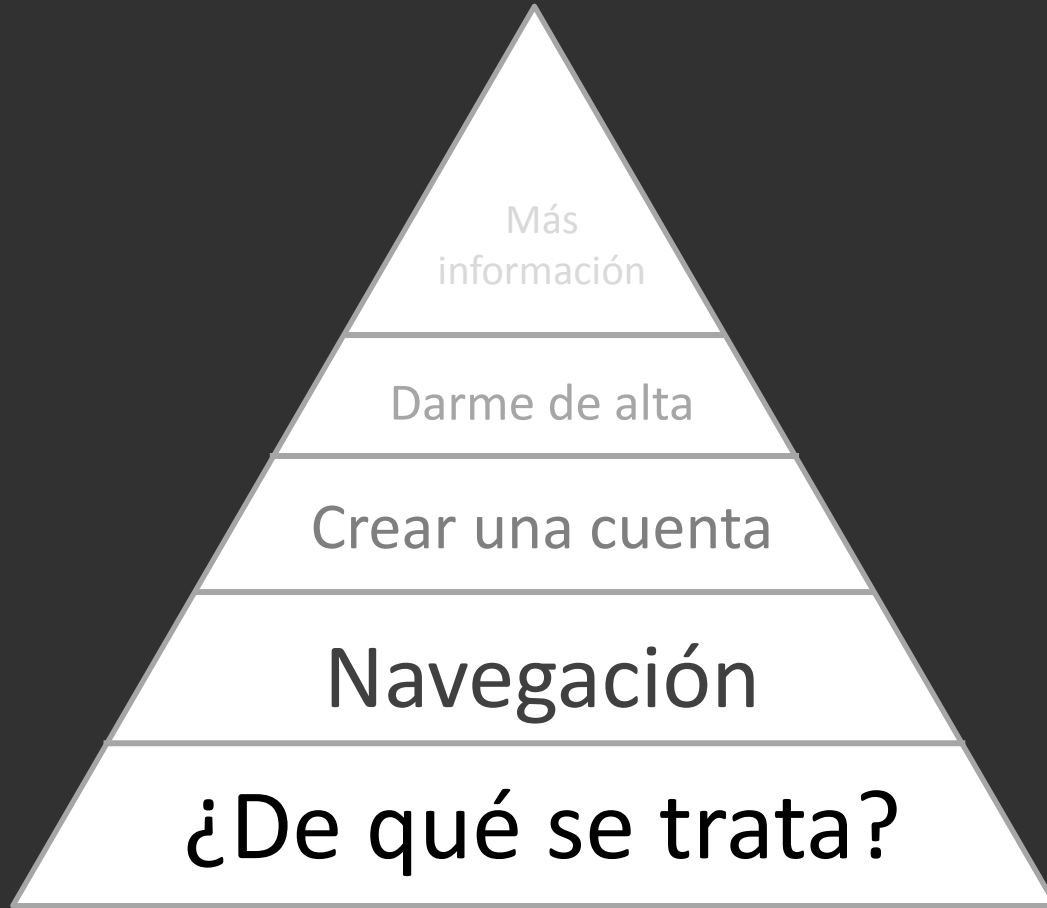 Más
información
Darme de alta
Crear una cuenta
Navegación
¿De qué se trata?